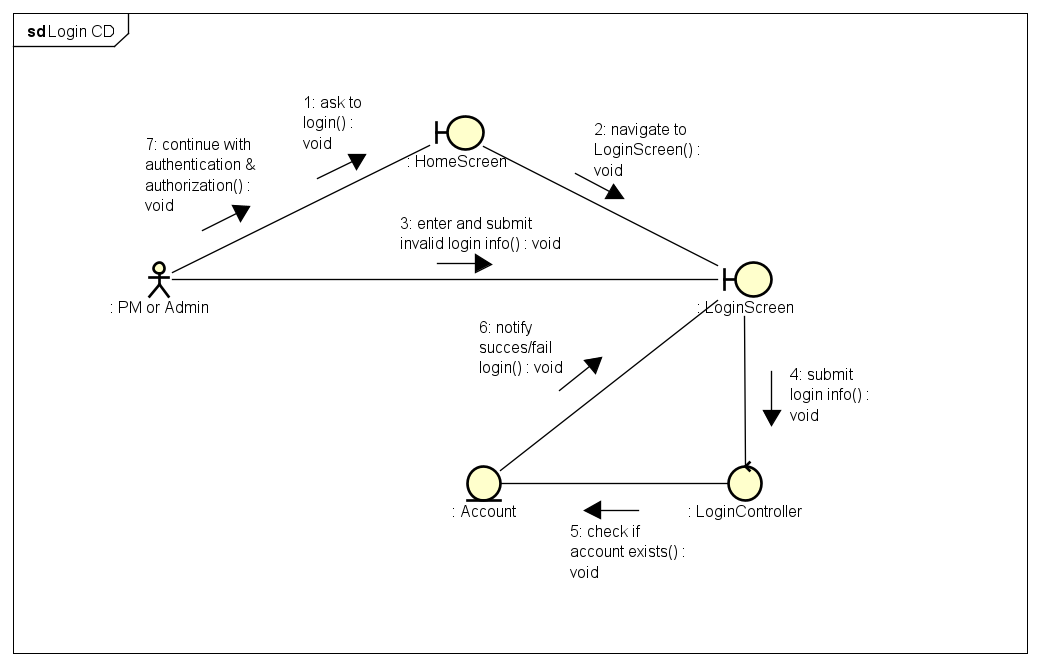 sd Login CD
1: ask to
login() :
void
7: continue with
authentication &
authorization() :
void
2: navigate to
LoginScreen() :
void
: HomeScreen
3: enter and submit
invalid login info() : void
: PM or Admin
: LoginScreen
6: notify
succes/fail
login() : void
4: submit
login info() :
void
: Account
: LoginController
5: check if
account exists() :
void